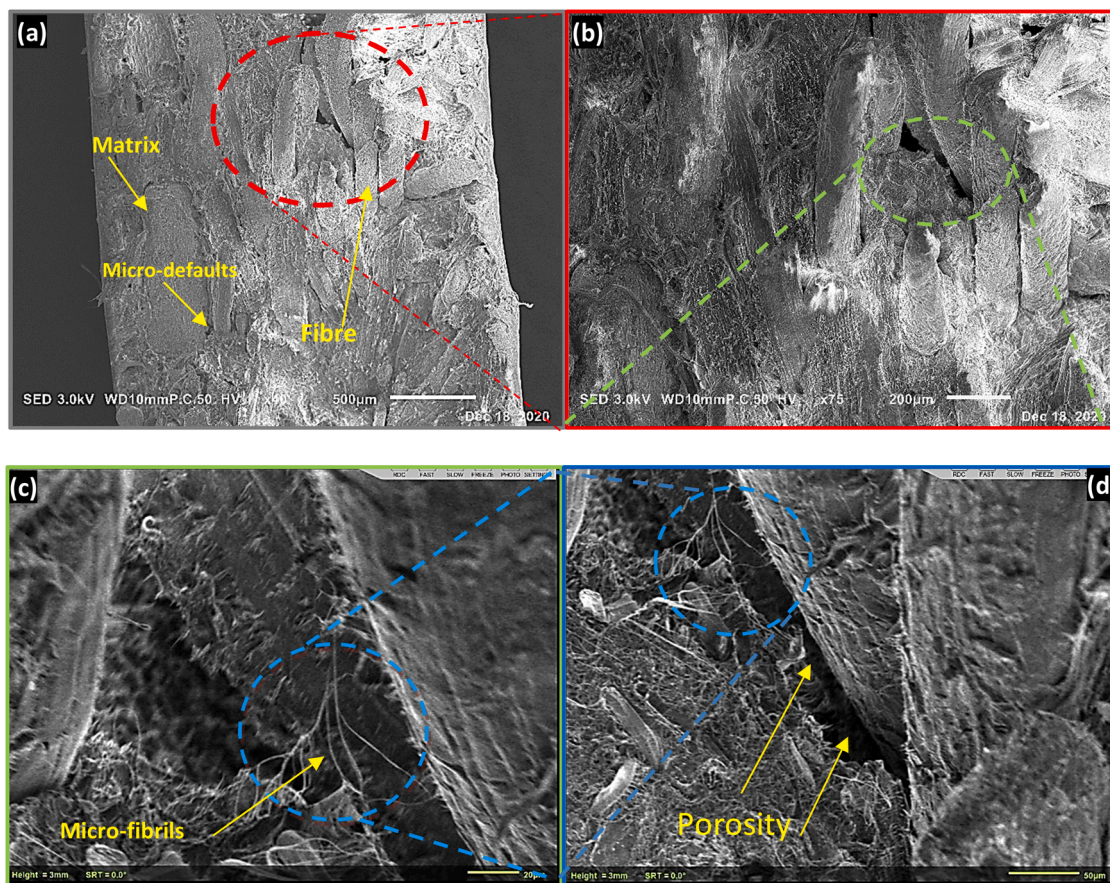 (a)
Matrix
Micro-defaults
Fibre
SED 3.0kV WD10mmP.C.50. HV x40 500µm
Dec 18, 2020
(b)
SED 3.0kV WD10mmP.C.50. HV. x75 200µm
Dec 18, 2020
(c)
RDC FAST SLOW FREEZE PHOTO SETTING
Micro-fibrils
Height = 3mm SRT = 0.0° 20µm
RDC FAST SLOW FREEZE PHOTO
(d)
Porosity
Height = 3mm SRT = 0.0° 50µm